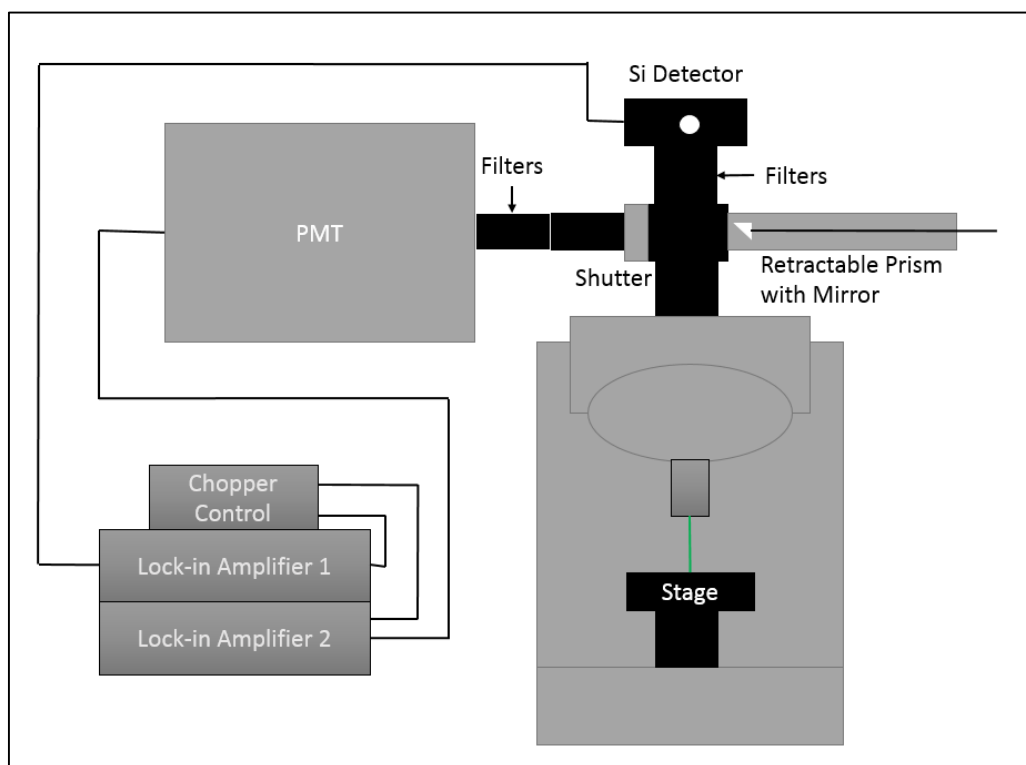 Si Detector
Filters
Filters
PMT
Shutter
Retractable Prism
with Mirror
Chopper
Control
Lock-in Amplifier 1
Stage
Lock-in Amplifier 2